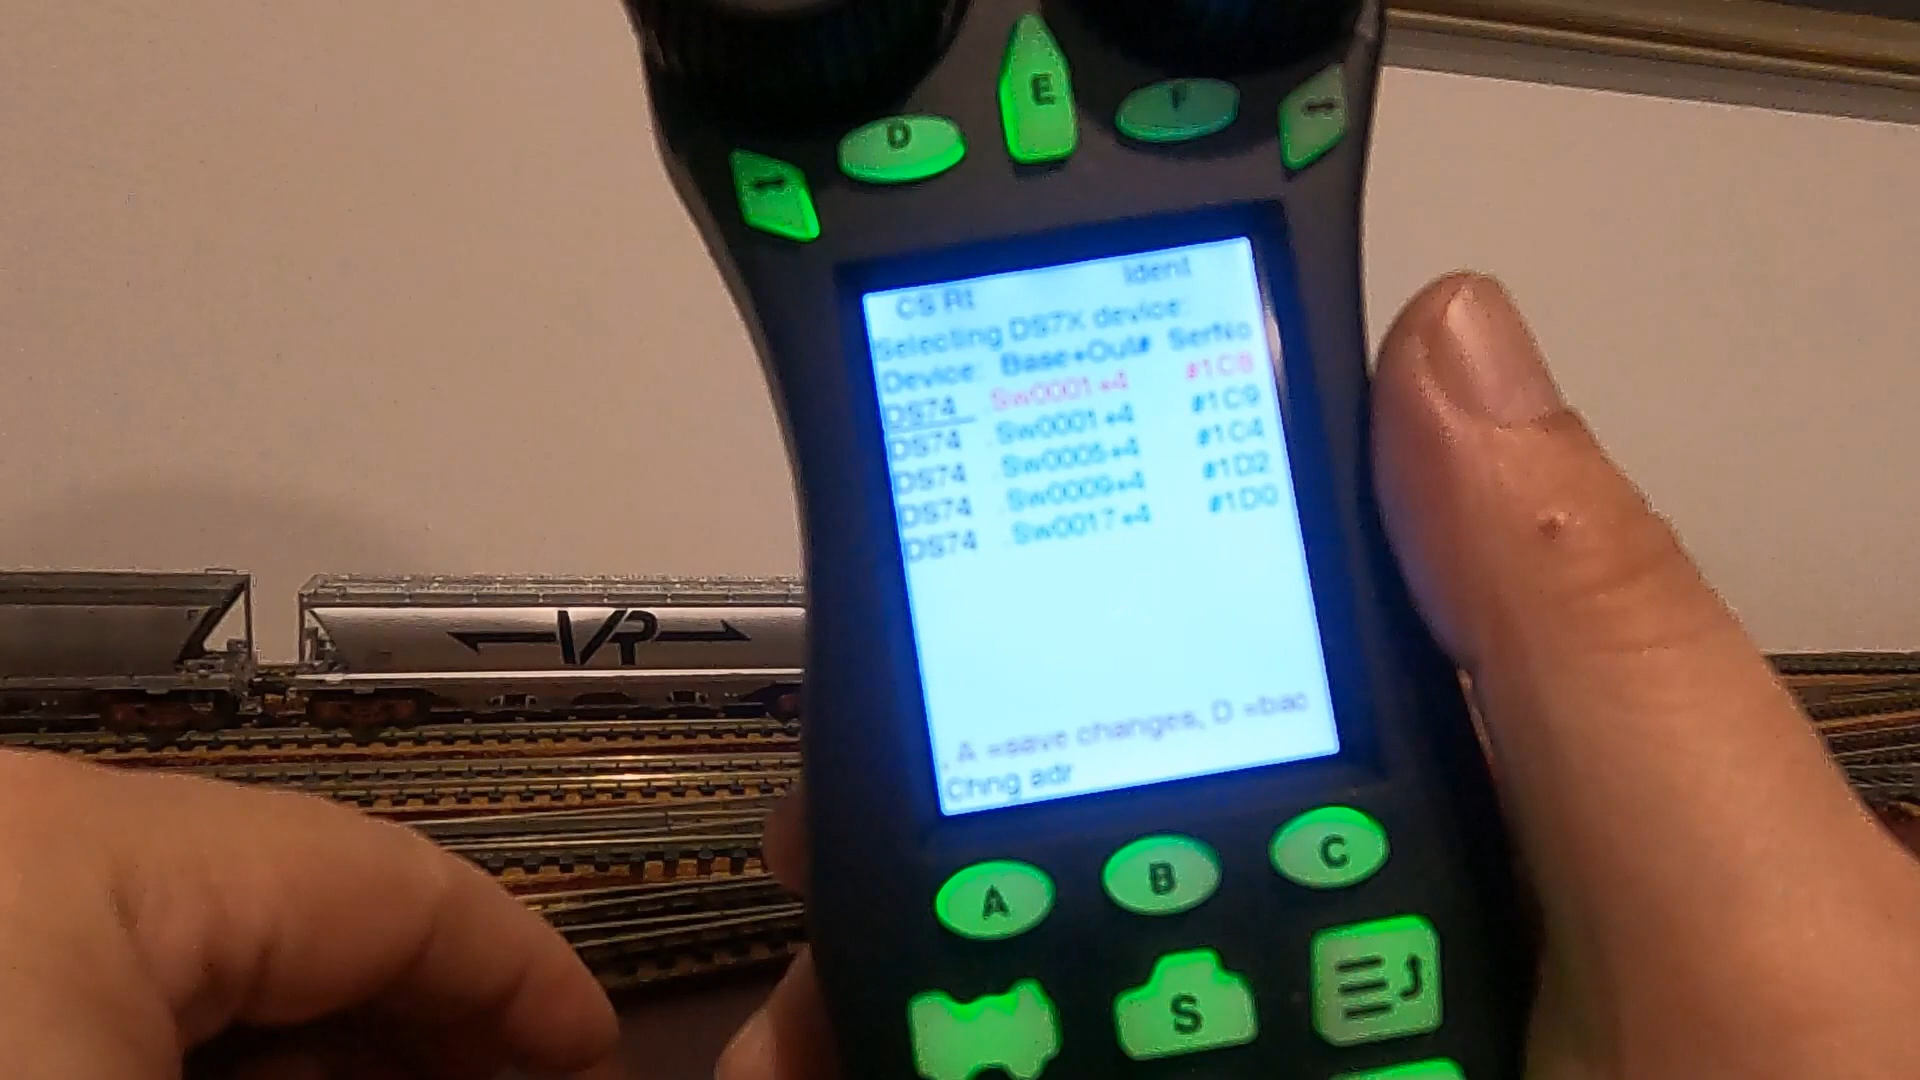 D
E
F
CS Rt Ident
Selecting DS7X device:
Device: Base+Out# SerNo
DS74 Sw0001+4 #1C8
DS74 Sw0001+4 #1C9
DS74 Sw0005+4 #1C4
DS74 Sw0009+4 #1D2
DS74 Sw0017+4 #1D0
A =save changes, D =bac
Chng adr
VR
A
B
C
S